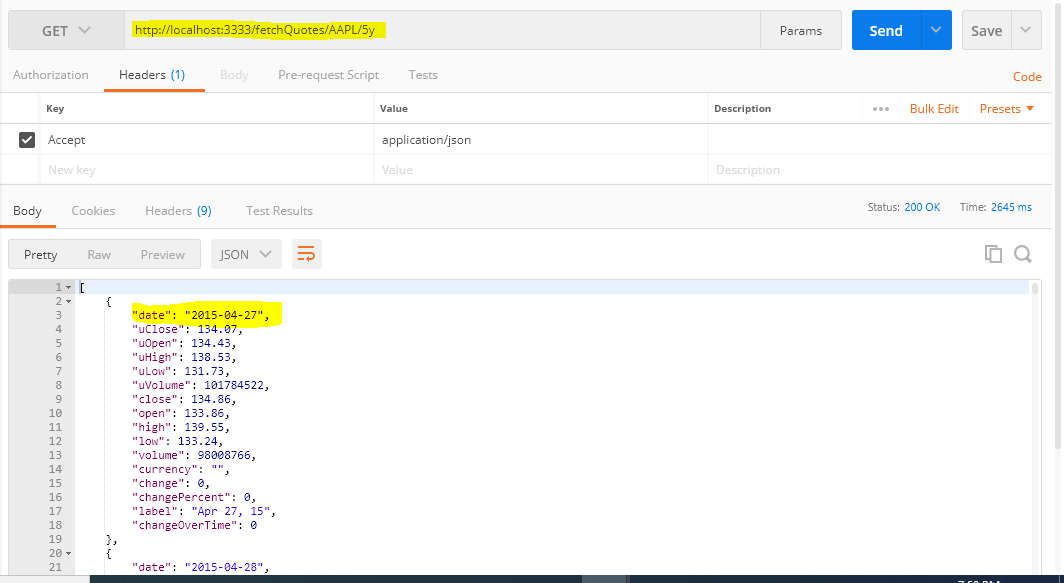 GET http://localhost:3333/fetchQuotes/AAPL/5y Params Send Save
Authorization Headers (1) Body Pre-request Script Tests Code
Key Value Description ••• Bulk Edit Presets
Accept application/json
New key Value Description
Body Cookies Headers (9) Test Results Status: 200 OK Time: 2645 ms
Pretty Raw Preview JSON
1 [
2 {
3 "date": "2015-04-27",
4 "uClose": 134.07,
5 "uOpen": 134.43,
6 "uHigh": 138.53,
7 "uLow": 131.73,
8 "uVolume": 101784522,
9 "close": 134.86,
10 "open": 133.86,
11 "high": 139.55,
12 "low": 133.24,
13 "volume": 98008766,
14 "currency": "",
15 "change": 0,
16 "changePercent": 0,
17 "label": "Apr 27, 15",
18 "changeOverTime": 0
19 },
20 {
21 "date": "2015-04-28",